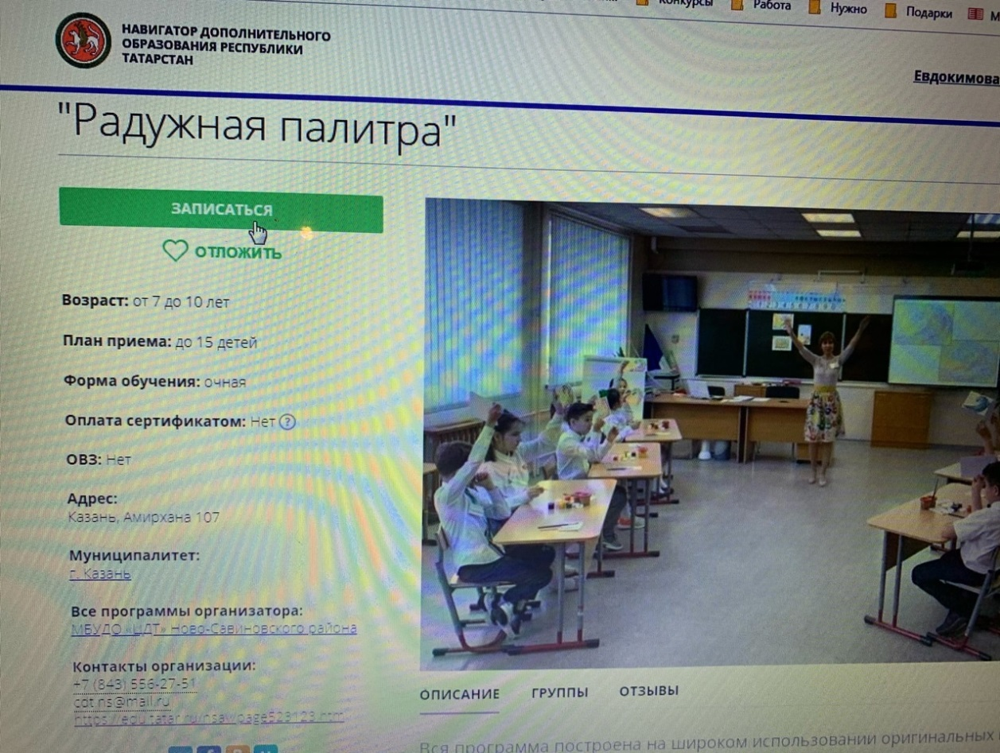 Конкурсы
Работа
Нужно
Подарки
НАВИГАТОР ДОПОЛНИТЕЛЬНОГО
ОБРАЗОВАНИЯ РЕСПУБЛИКИ
ТАТАРСТАН
Евдокимова
"Радужная палитра"
ЗАПИСАТЬСЯ
ОТЛОЖИТЬ
Возраст: от 7 до 10 лет
План приема: до 15 детей
Форма обучения: очная
Оплата сертификатом: Нет ?
ОВЗ: Нет
Адрес:
Казань, Амирхана 107
Муниципалитет:
г. Казань
Все программы организатора:
МБУДО «ЦДТ» Ново-Савиновского района
Контакты организации:
+7 (843) 556-27-51
cdt.ns@mail.ru
https://edu.tatar.ru/nsav/page523123.htm
ОПИСАНИЕ
ГРУППЫ
ОТЗЫВЫ
Вся программа построена на широком использовании оригинальных